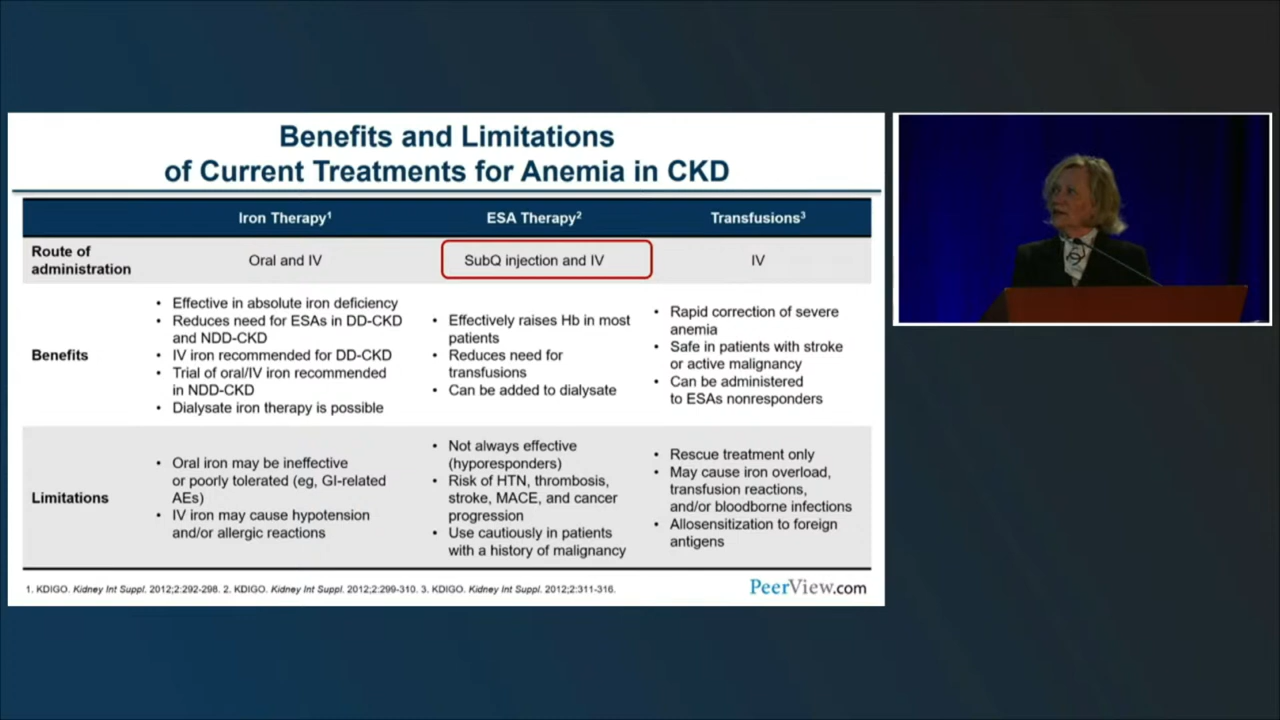 Benefits and Limitations
of Current Treatments for Anemia in CKD
Iron Therapy1
ESA Therapy2
Transfusions3
Route of
administration
Oral and IV
SubQ injection and IV
IV
Benefits
• Effective in absolute iron deficiency
• Reduces need for ESAs in DD-CKD
and NDD-CKD
• IV iron recommended for DD-CKD
• Trial of oral/IV iron recommended
in NDD-CKD
• Dialysate iron therapy is possible
• Effectively raises Hb in most
patients
• Reduces need for
transfusions
• Can be added to dialysate
• Rapid correction of severe
anemia
• Safe in patients with stroke
or active malignancy
• Can be administered
to ESAs nonresponders
Limitations
• Oral iron may be ineffective
or poorly tolerated (eg, GI-related
AEs)
• IV iron may cause hypotension
and/or allergic reactions
• Not always effective
(hyporesponders)
• Risk of HTN, thrombosis,
stroke, MACE, and cancer
progression
• Use cautiously in patients
with a history of malignancy
• Rescue treatment only
• May cause iron overload,
transfusion reactions,
and/or bloodborne infections
• Allosensitization to foreign
antigens
1. KDIGO. Kidney Int Suppl. 2012;2:292-298. 2. KDIGO. Kidney Int Suppl. 2012;2:299-310. 3. KDIGO. Kidney Int Suppl. 2012;2:311-316.
PeerView.com